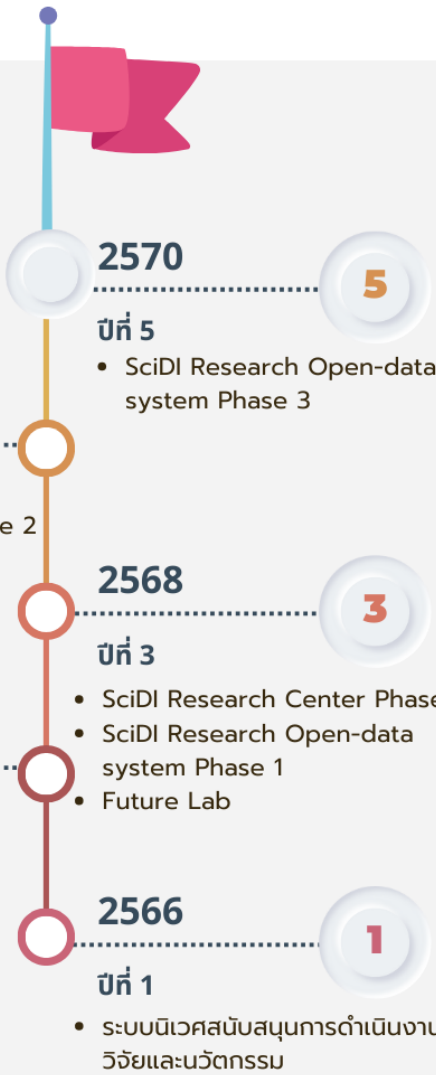 2570
5
ปีที่ 5
• SciDI Research Open-data
system Phase 3
e 2
2568
3
ปีที่ 3
• SciDI Research Center Phase
• SciDI Research Open-data
system Phase 1
• Future Lab
2566
1
ปีที่ 1
• ระบบนิเวศสนับสนุนการดำเนินงาน
วิจัยและนวัตกรรม